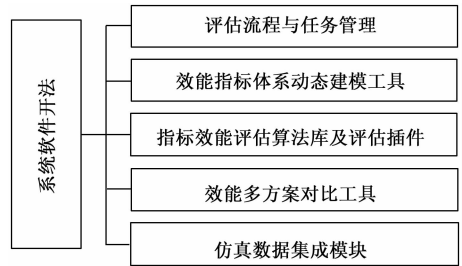 系统软件开法
评估流程与任务管理
效能指标体系动态建模工具
指标效能评估算法库及评估插件
效能多方案对比工具
仿真数据集成模块